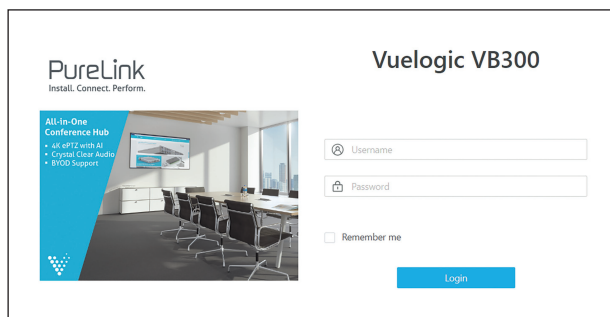 PureLink
Install. Connect. Perform.
Vuelogic VB300
All-in-One
Conference Hub
• 4K ePTZ with AI
• Crystal Clear Audio
• BYOD Support
Username
Password
Remember me
Login